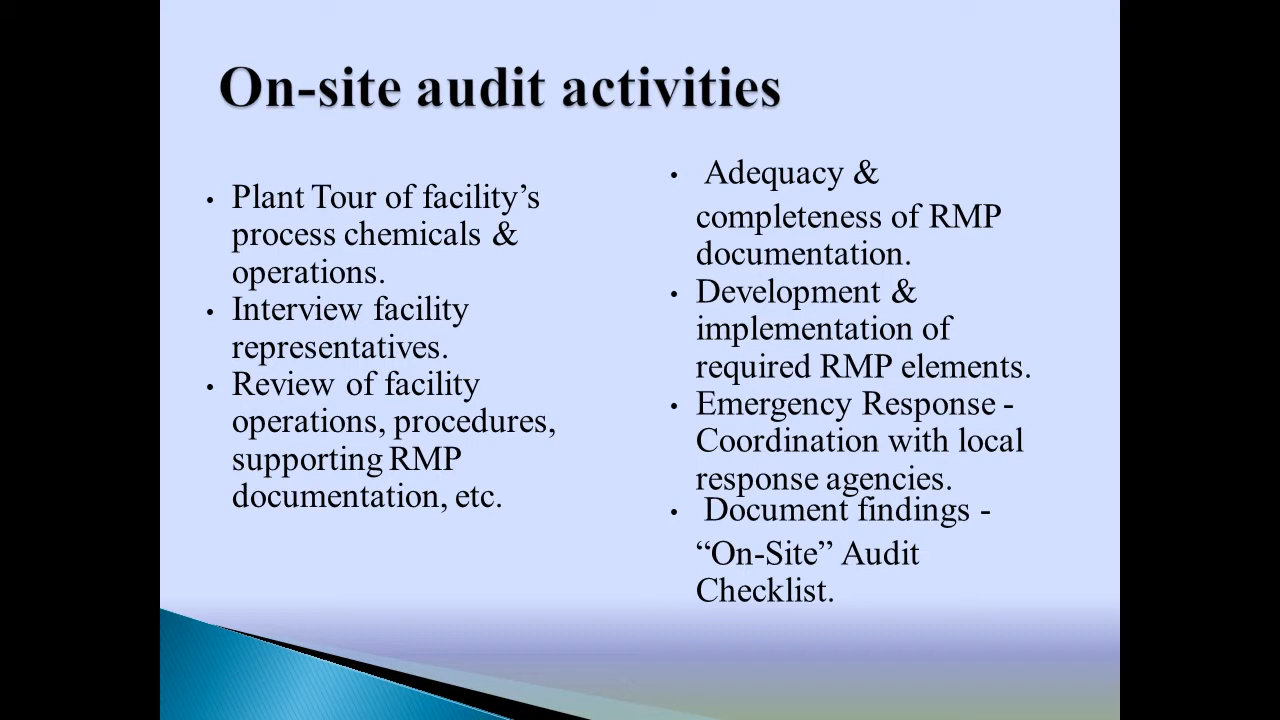 On-site audit activities
• Plant Tour of facility’s
process chemicals &
operations.
• Interview facility
representatives.
• Review of facility
operations, procedures,
supporting RMP
documentation, etc.
• Adequacy &
completeness of RMP
documentation.
• Development &
implementation of
required RMP elements.
• Emergency Response -
Coordination with local
response agencies.
• Document findings -
“On-Site” Audit
Checklist.